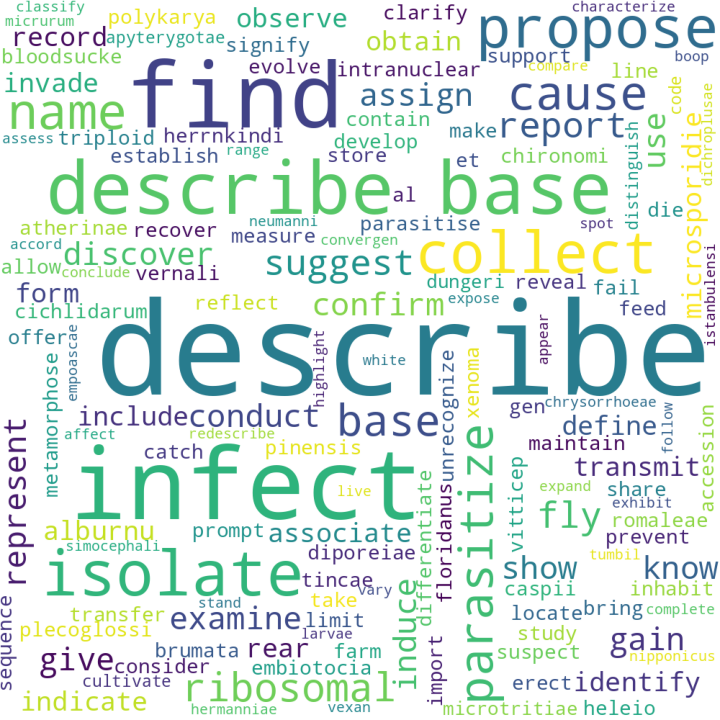 classify
micrurum
polykarya
observe
clarify
propose
characterize
record
apyterygotae
signify
obtain
support
boop
bloodsucke
find
evolve
intranuclear
compare
line
code
invade
assign
cause
name
contain
report
use
dichroplusae
assess
triploid
herrnkindi
develop
make
distinguish
microsporidie
establish
range
store
et
chironomi
describe base
al
die
atherinae
recover
neumanni
parasitise
spot
accord
discover
measure
convergen
collect
allow
conclude
vernali
suggest
dungeri
reveal
fail
istanbulensi
form
reflect
confirm
expose
feed
cichlidarum
offer
describe
appear
empoascae
highlight
white
metamorphose
unrecognize
xenoma
gen
chrysorrhoeae
include
conduct
base
define
follow
accession
affect
redescribe
maintain
represent
catch
pinensis
transmit
infect
live
parasitize
vitticep
expand
share
exhibit
alburnu
prompt
associate
differentiate
floridanus
fly
romaleae
simocephali
diporeiae
prevent
isolate
tincae
vary
induce
show
tumbil
know
caspii
inhabit
transfer
stand
take
locate
bring
complete
sequence
plecoglossi
examine
limit
larvae
import
study
gain
give
brumata
rear
farm
suspect
nipponicus
consider
cultivate
embiotocia
erect
identify
indicate
ribosomal
hermanniae
vexan
microtritiae
heleio